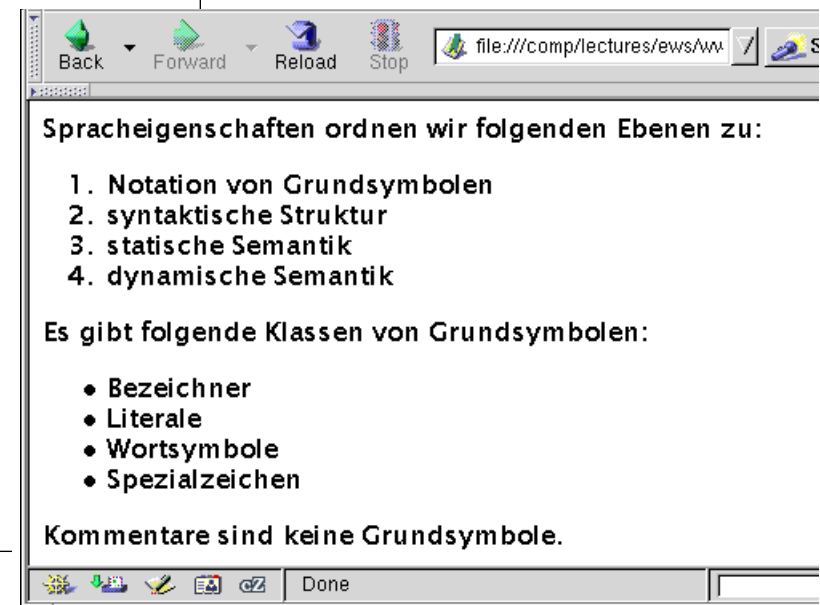 Back Forward Reload Stop file:///comp/lectures/ews/
Spracheigenschaften ordnen wir folgenden Ebenen zu:
1. Notation von Grundsymbolen
2. syntaktische Struktur
3. statische Semantik
4. dynamische Semantik
Es gibt folgende Klassen von Grundsymbolen:
• Bezeichner
• Literale
• Wortsymbole
• Spezialzeichen
Kommentare sind keine Grundsymbole.
Done